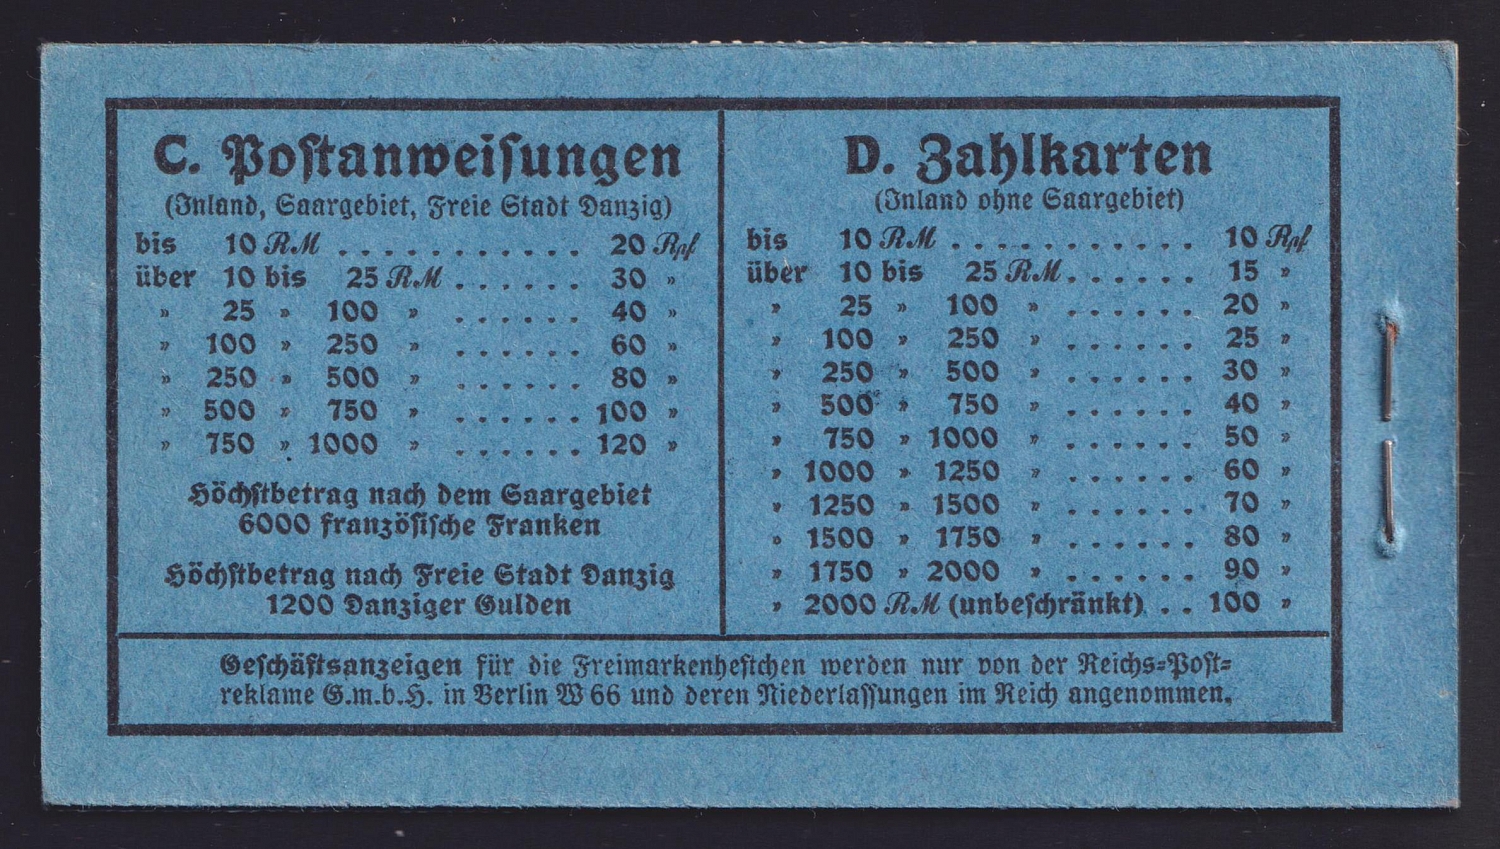 C. Postanweisungen
(Inland, Saargebiet, Freie Stadt Danzig)
bis 10 RM . . . . . . . . . . . 20 Rpf
über 10 bis 25 RM . . . . . . 30 "
" 25 " 100 " . . . . . . 40 "
" 100 " 250 " . . . . . . 60 "
" 250 " 500 " . . . . . . 80 "
" 500 " 750 " . . . . . . 100 "
" 750 " 1000 " . . . . . . 120 "
Höchstbetrag nach dem Saargebiet
6000 französische Franken
Höchstbetrag nach Freie Stadt Danzig
1200 Danziger Gulden
D. Zahlkarten
(Inland ohne Saargebiet)
bis 10 RM . . . . . . . . . . . 10 Rpf
über 10 bis 25 RM . . . . . . 15 "
" 25 " 100 " . . . . . . 20 "
" 100 " 250 " . . . . . . 25 "
" 250 " 500 " . . . . . . 30 "
" 500 " 750 " . . . . . . 40 "
" 750 " 1000 " . . . . . . 50 "
" 1000 " 1250 " . . . . . . 60 "
" 1250 " 1500 " . . . . . . 70 "
" 1500 " 1750 " . . . . . . 80 "
" 1750 " 2000 " . . . . . . 90 "
" 2000 RM (unbeschränkt) . . 100 "
Geschäftsanzeigen für die Freimarkenheftchen werden nur von der Reichs=Post=
reklame G.m.b.H. in Berlin W 66 und deren Niederlassungen im Reich angenommen.